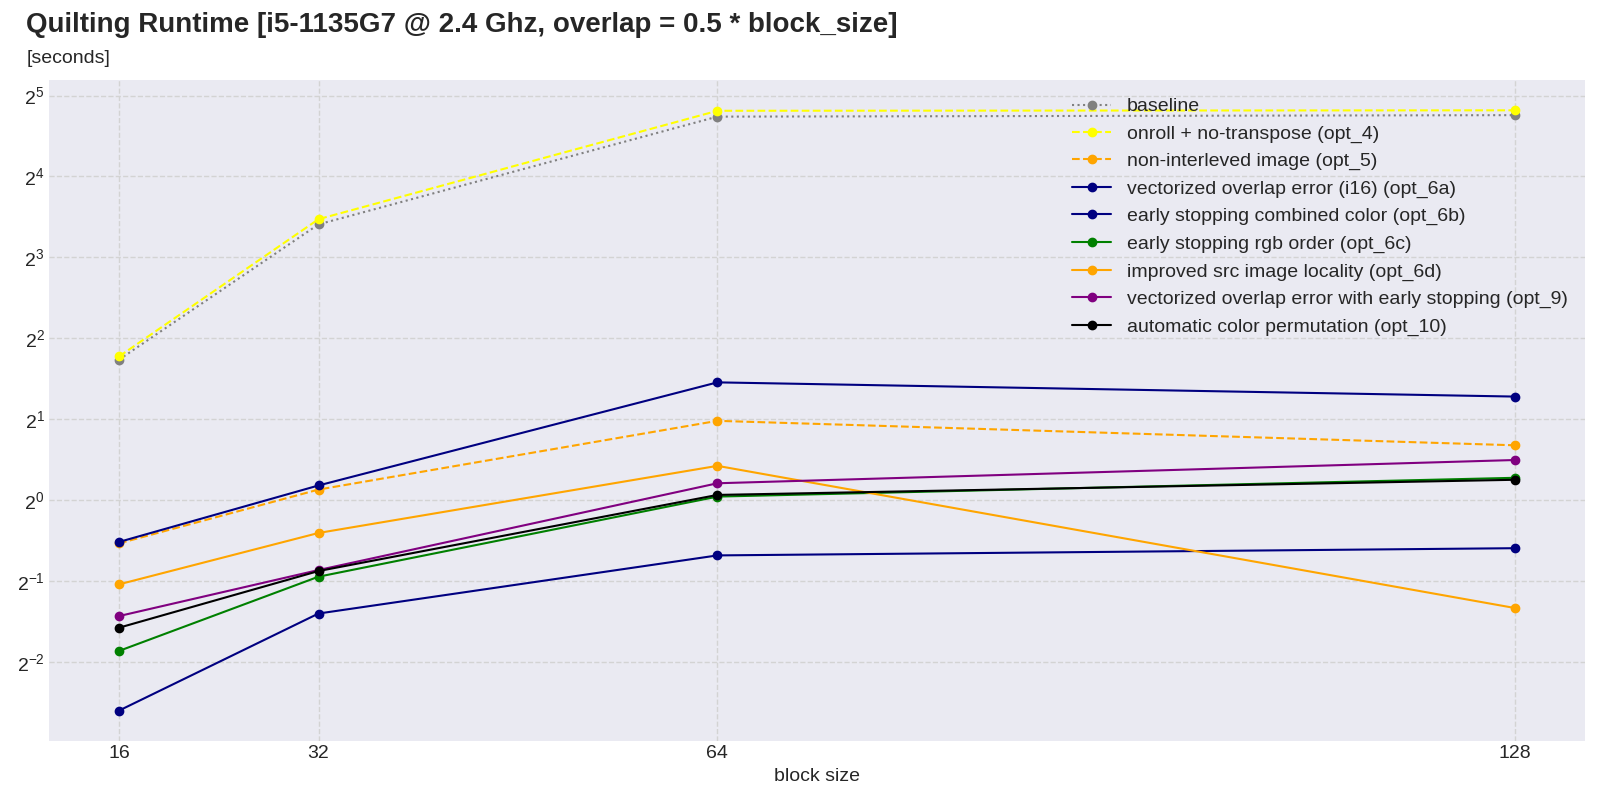 Quilting Runtime [i5-1135G7 @ 2.4 Ghz, overlap = 0.5 * block_size]
[seconds]
2⁵
2⁴
2³
2²
2¹
2⁰
2⁻¹
2⁻²
baseline
onroll + no-transpose (opt_4)
non-interleved image (opt_5)
vectorized overlap error (i16) (opt_6a)
early stopping combined color (opt_6b)
early stopping rgb order (opt_6c)
improved src image locality (opt_6d)
vectorized overlap error with early stopping (opt_9)
automatic color permutation (opt_10)
16 32 64 128
block size